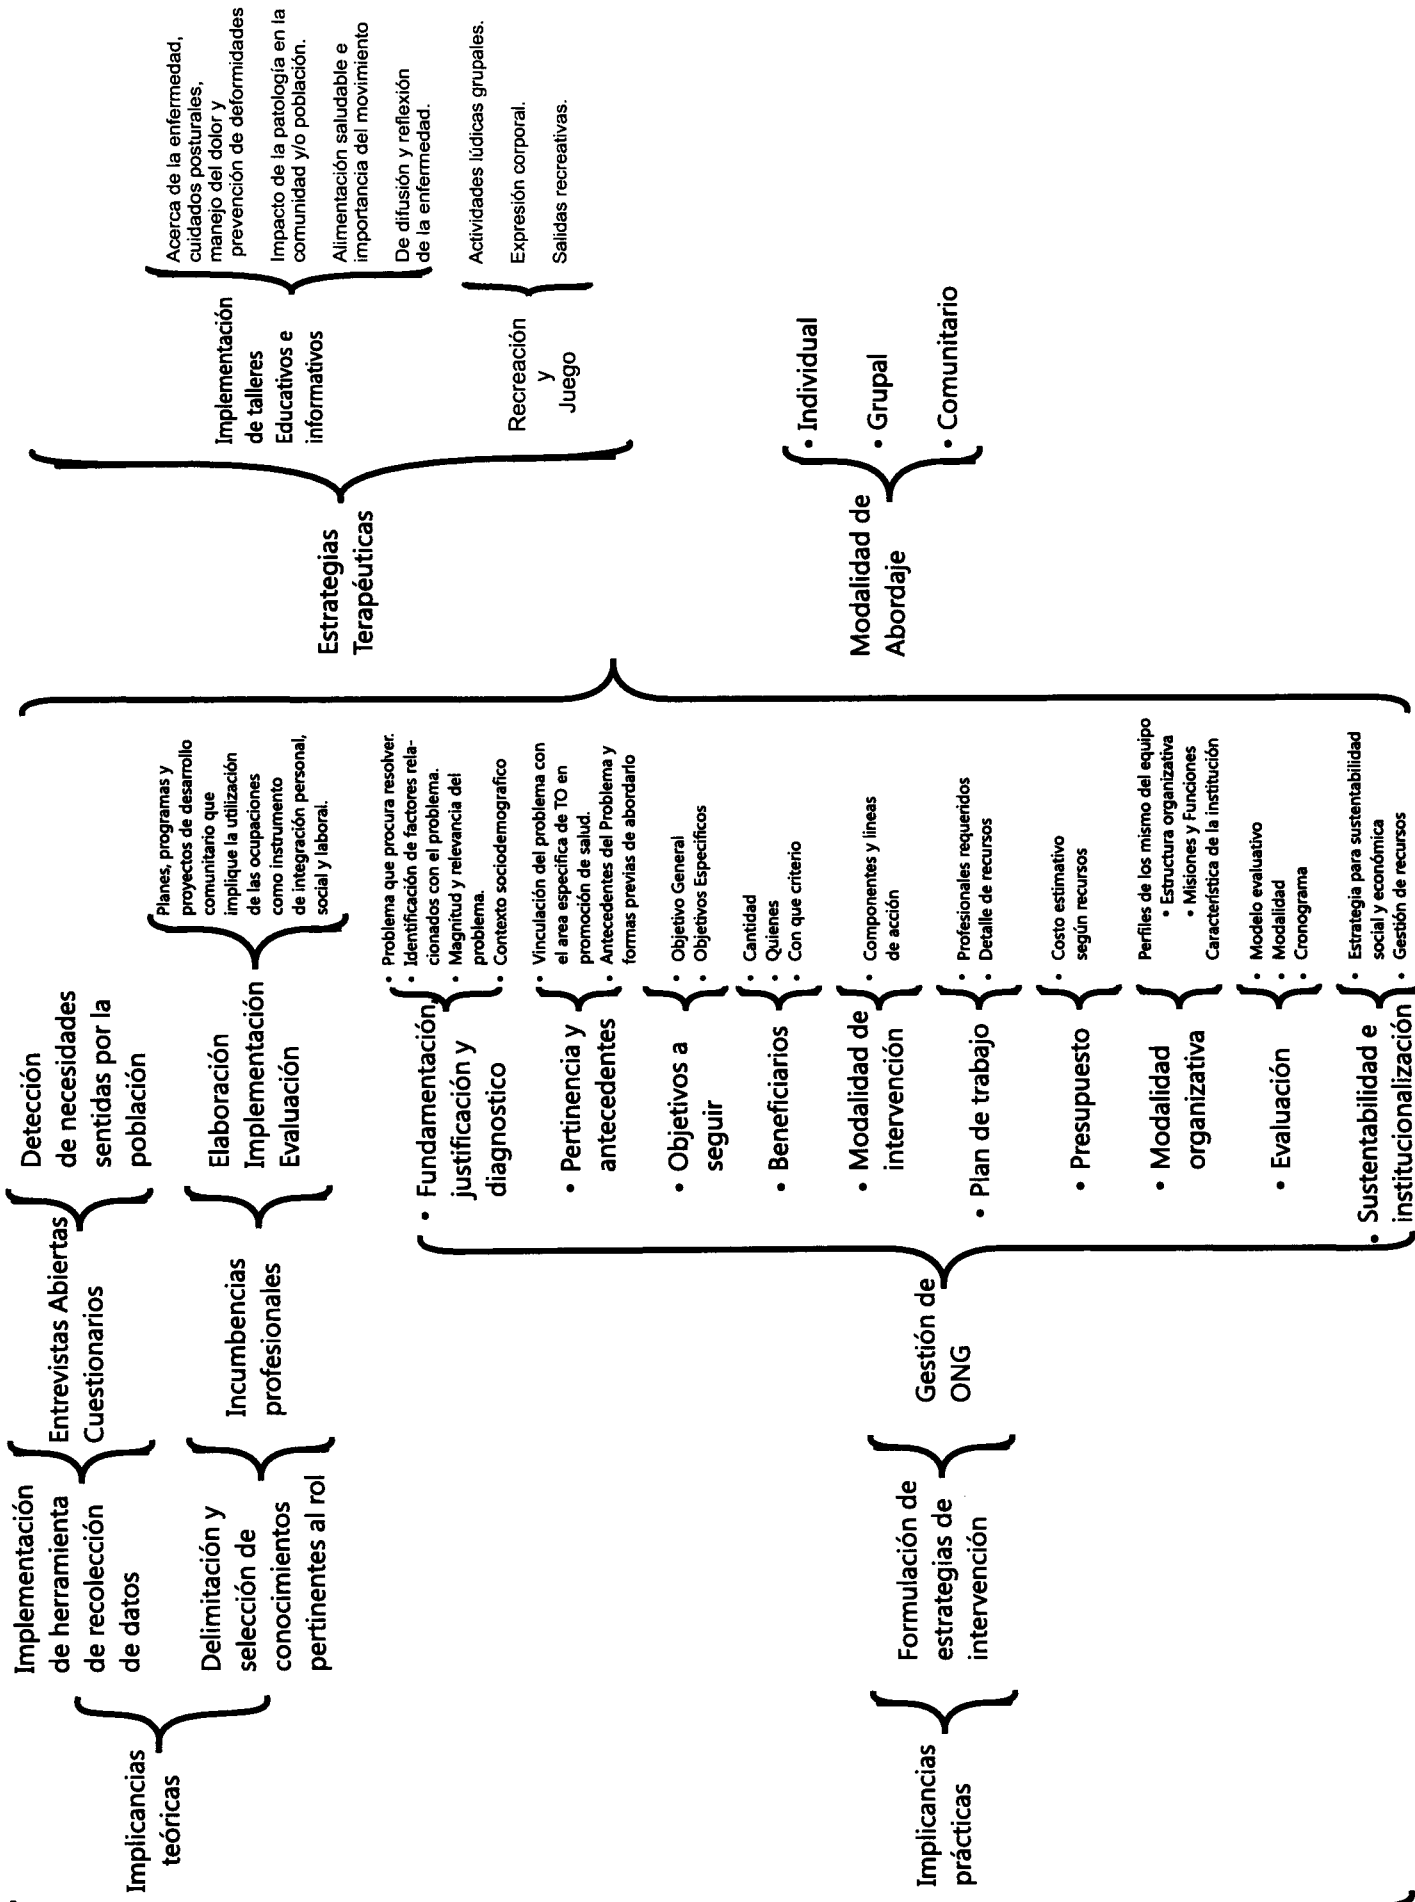 Implicancias
teóricas
Implementación
de herramienta
de recolección
de datos
Entrevistas Abiertas
Cuestionarios
Detección
de necesidades
sentidas por la
población
Delimitación y
selección de
conocimientos
pertinentes al rol
Incumbencias
profesionales
Elaboración
Implementación
Evaluación
Planes, programas y
proyectos de desarrollo
comunitario que
implique la utilización
de las ocupaciones
como instrumento
de integración personal,
social y laboral.
Implicancias
prácticas
Formulación de
estrategias de
intervención
Gestión de
ONG
• Fundamentación,
justificación y
diagnostico
• Problema que procura resolver.
• Identificación de factores rela-
cionados con el problema.
• Magnitud y relevancia del
problema.
• Contexto sociodemografico
• Pertinencia y
antecedentes
• Vinculación del problema con
el area especifica de TO en
promoción de salud.
• Antecedentes del Problema y
formas previas de abordarlo
• Objetivos a
seguir
• Objetivo General
• Objetivos Específicos
• Beneficiarios
• Cantidad
• Quienes
• Con que criterio
• Modalidad de
intervención
• Componentes y lineas
de acción
• Plan de trabajo
• Profesionales requeridos
• Detalle de recursos
• Presupuesto
• Costo estimativo
según recursos
• Modalidad
organizativa
Perfiles de los mismo del equipo
• Estructura organizativa
• Misiones y Funciones
Característica de la institución
• Evaluación
• Modelo evaluativo
• Modalidad
• Cronograma
• Sustentabilidad e
institucionalización
• Estrategia para sustentabilidad
social y económica
• Gestión de recursos
Estrategias
Terapéuticas
Implementación
de talleres
Educativos e
informativos
Acerca de la enfermedad,
cuidados posturales,
manejo del dolor y
prevención de deformidades
Impacto de la patología en la
comunidad y/o población.
Alimentación saludable e
importancia del movimiento
De difusión y reflexión
de la enfermedad.
Recreación
y
Juego
Actividades lúdicas grupales.
Expresión corporal.
Salidas recreativas.
Modalidad de
Abordaje
• Individual
• Grupal
• Comunitario